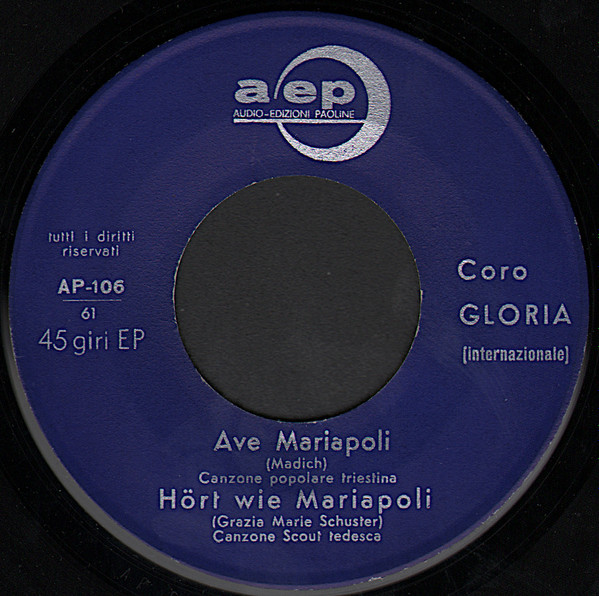 a/ep
AUDIO-EDIZIONI PAOLINE
tutti i diritti
riservati
AP-106
61
45 giri EP
Coro
GLORIA
(internazionale)
Ave Mariapoli
(Madich)
Canzone popolare triestina
Hört wie Mariapoli
(Grazia Marie Schuster)
Canzone Scout tedesca